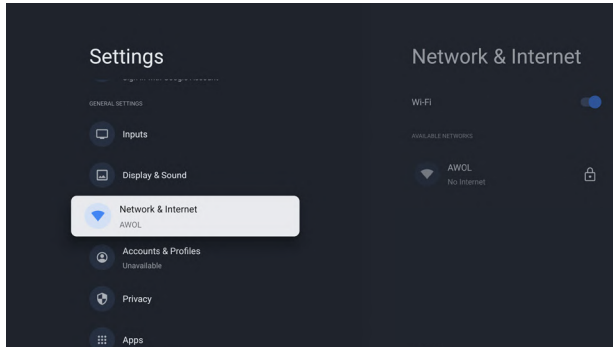 Settings
GENERAL SETTINGS
Inputs
Display & Sound
Network & Internet
AWOL
Accounts & Profiles
Unavailable
Privacy
Apps
Network & Internet
Wi-Fi
AVAILABLE NETWORKS
AWOL
No Internet